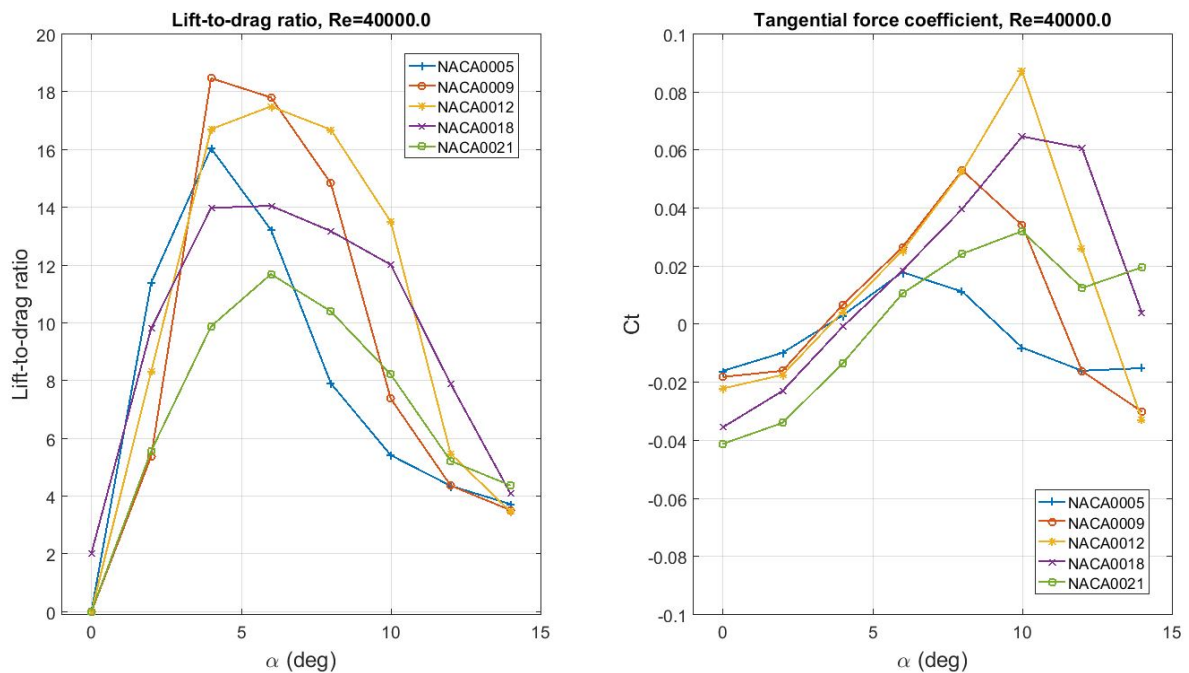 Lift-to-drag ratio, Re=40000.0
20
18
16
14
12
10
8
6
4
2
0
Lift-to-drag ratio
0
5
10
15
α (deg)
NACA0005
NACA0009
NACA0012
NACA0018
NACA0021
Tangential force coefficient, Re=40000.0
0.1
0.08
0.06
0.04
0.02
0
-0.02
-0.04
-0.06
-0.08
-0.1
Ct
0
5
10
15
α (deg)
NACA0005
NACA0009
NACA0012
NACA0018
NACA0021